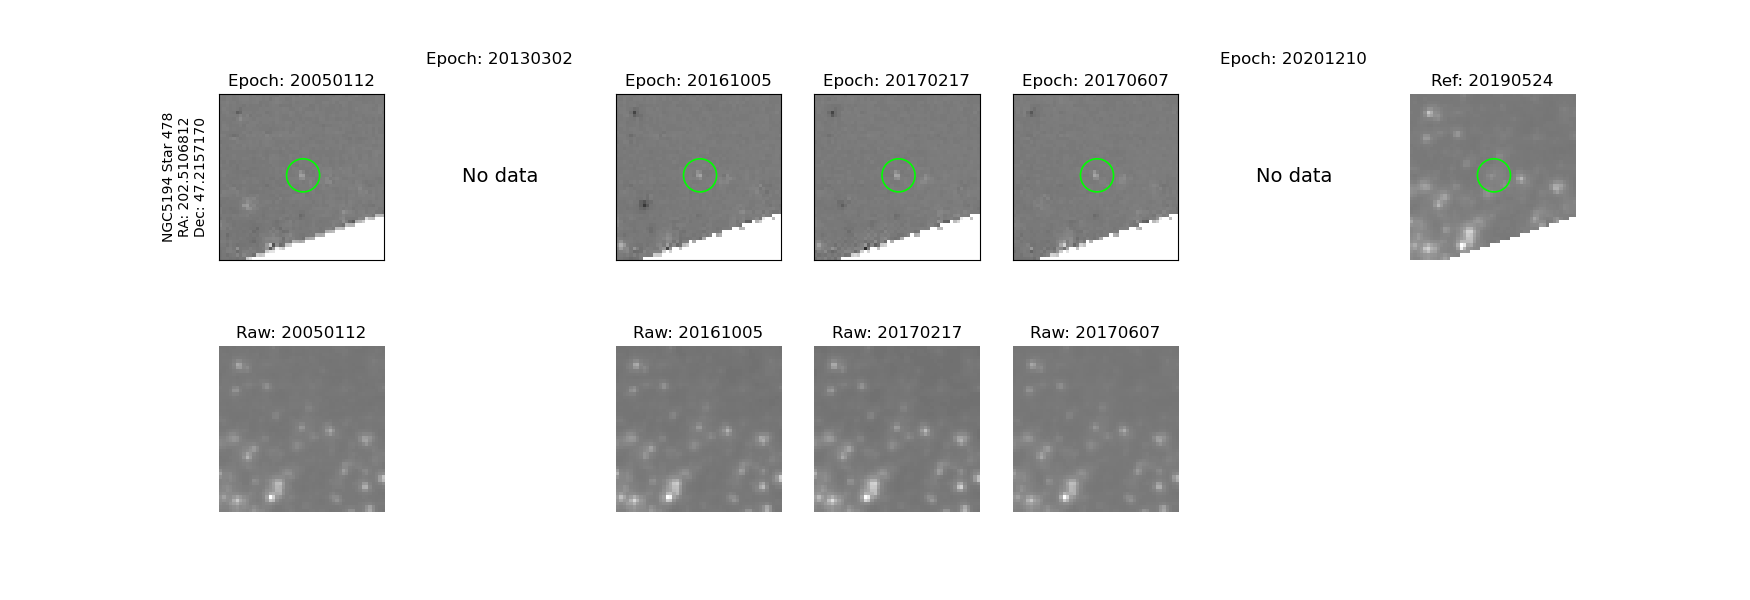 Epoch: 20130302
Epoch: 20201210
Epoch: 20050112
Epoch: 20161005
Epoch: 20170217
Epoch: 20170607
Ref: 20190524
NGC5194 Star 478
RA: 202.5106812
Dec: 47.2157170
No data
No data
Raw: 20050112
Raw: 20161005
Raw: 20170217
Raw: 20170607